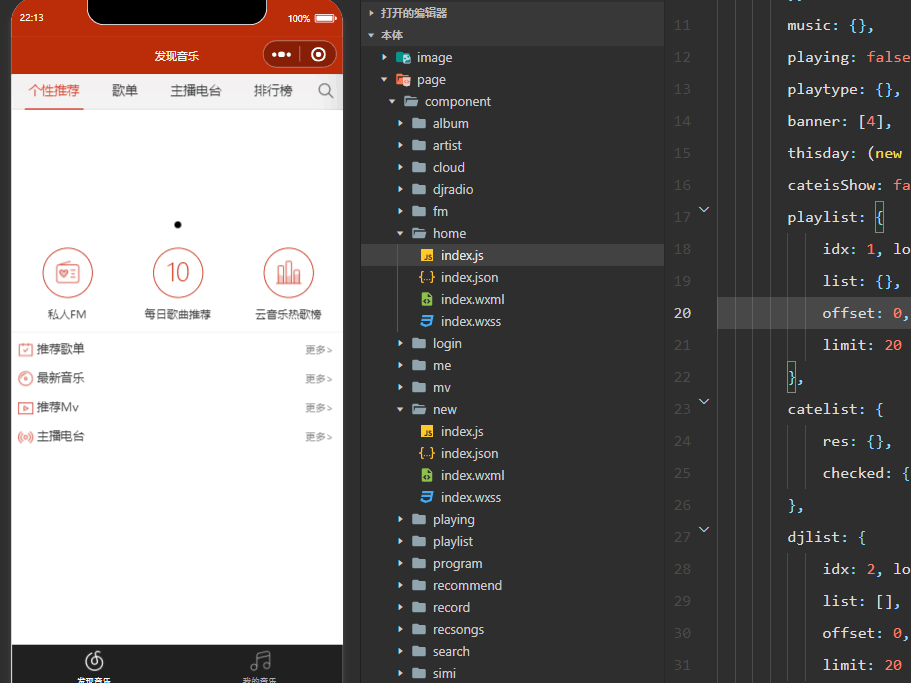 22:13
100%
发现音乐
个性推荐 歌单 主播电台 排行榜
10
私人FM 每日歌曲推荐 云音乐热歌榜
推荐歌单 更多>
最新音乐 更多>
推荐Mv 更多>
主播电台 更多>
发现音乐 我的音乐
打开的编辑器
本体
image
page
component
album
artist
cloud
djradio
fm
home
index.js
index.json
index.wxml
index.wxss
login
me
mv
new
index.js
index.json
index.wxml
index.wxss
playing
playlist
program
recommend
record
recsongs
search
simi
11 music: {},
12 playing: false
13 playtype: {},
14 banner: [4],
15 thisday: (new
16 cateisShow: fa
17 playlist: {
18 idx: 1, lo
19 list: {},
20 offset: 0,
21 limit: 20
22 },
23 catelist: {
24 res: {},
25 checked: {
26 },
27 djlist: {
28 idx: 2, lo
29 list: [],
30 offset: 0,
31 limit: 20